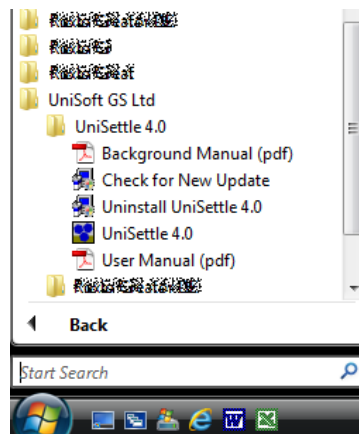 UniSoft GS Ltd
UniSettle 4.0
Background Manual (pdf)
Check for New Update
Uninstall UniSettle 4.0
UniSettle 4.0
User Manual (pdf)
Back
Start Search